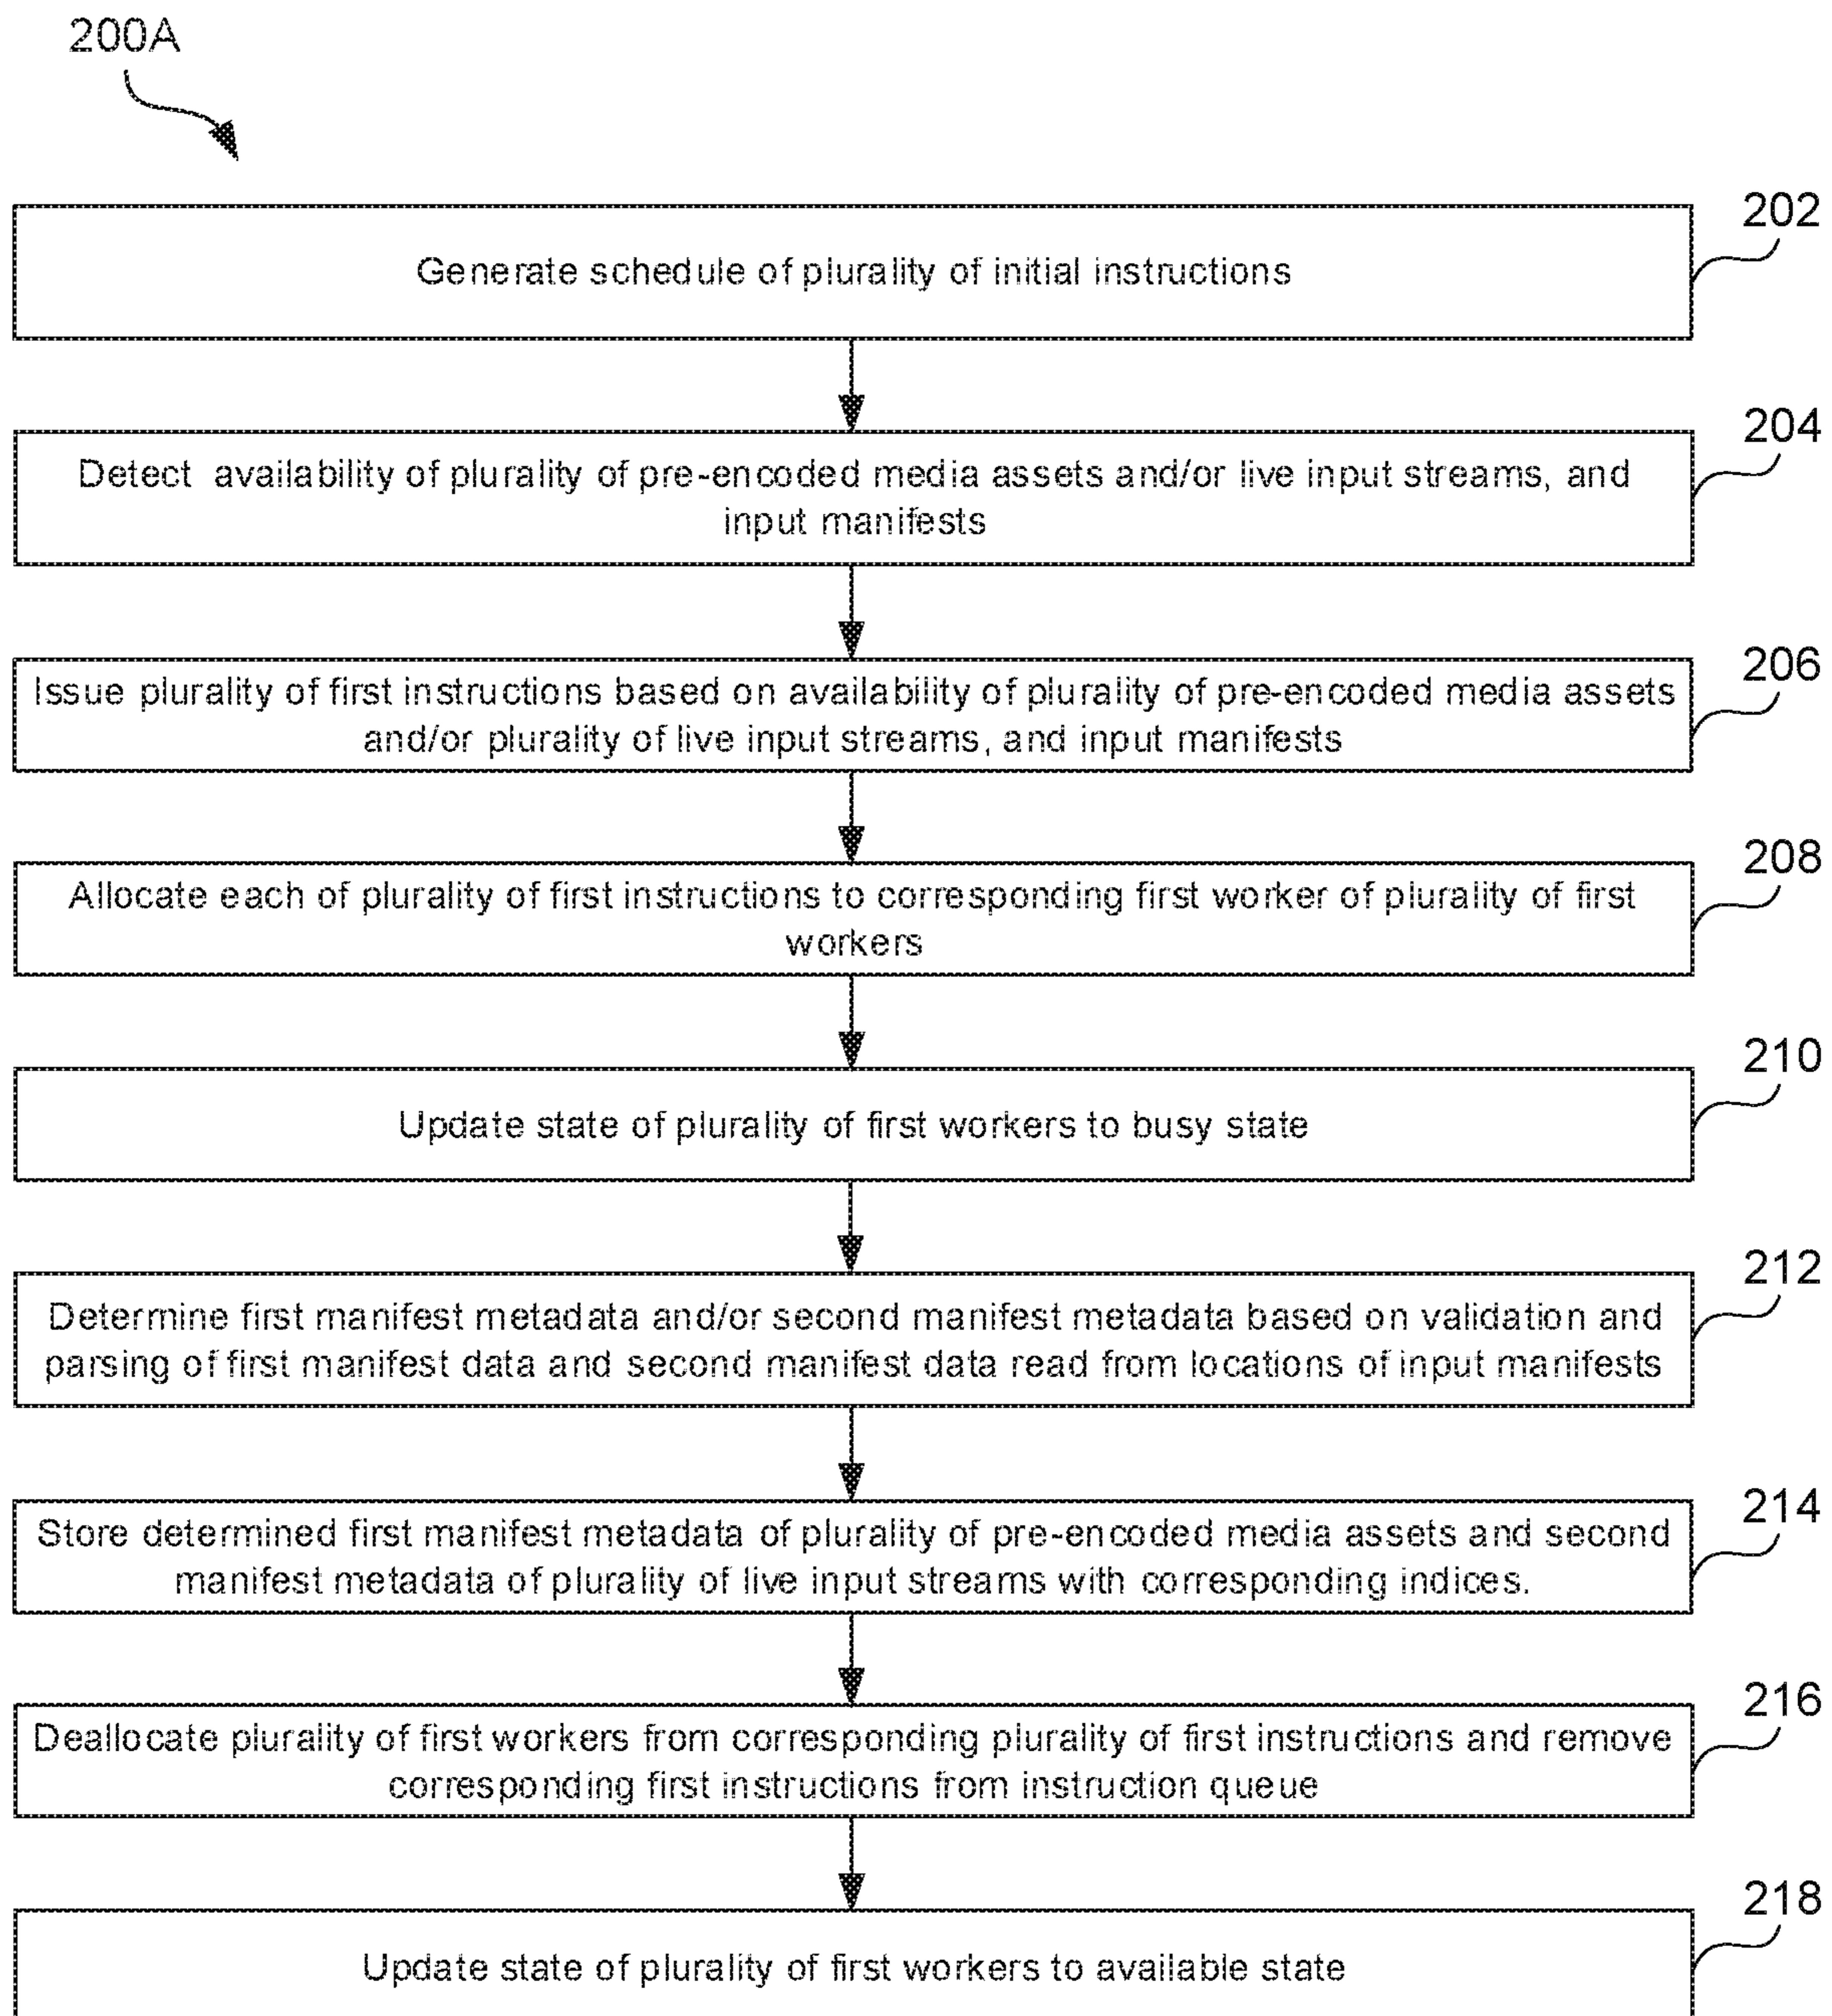 200A
202
Generate schedule of plurality of initial instructions
204
Detect availability of plurality of pre-encoded media assets and/or live input streams, and
input manifests
206
Issue plurality of first instructions based on availability of plurality of pre-encoded media assets
and/or plurality of live input streams, and input manifests
208
Allocate each of plurality of first instructions to corresponding first worker of plurality of first
workers
210
Update state of plurality of first workers to busy state
212
Determine first manifest metadata and/or second manifest metadata based on validation and
parsing of first manifest data and second manifest data read from locations of input manifests
214
Store determined first manifest metadata of plurality of pre-encoded media assets and second
manifest metadata of plurality of live input streams with corresponding indices.
216
Deallocate plurality of first workers from corresponding plurality of first instructions and remove
corresponding first instructions from instruction queue
218
Update state of plurality of first workers to available state